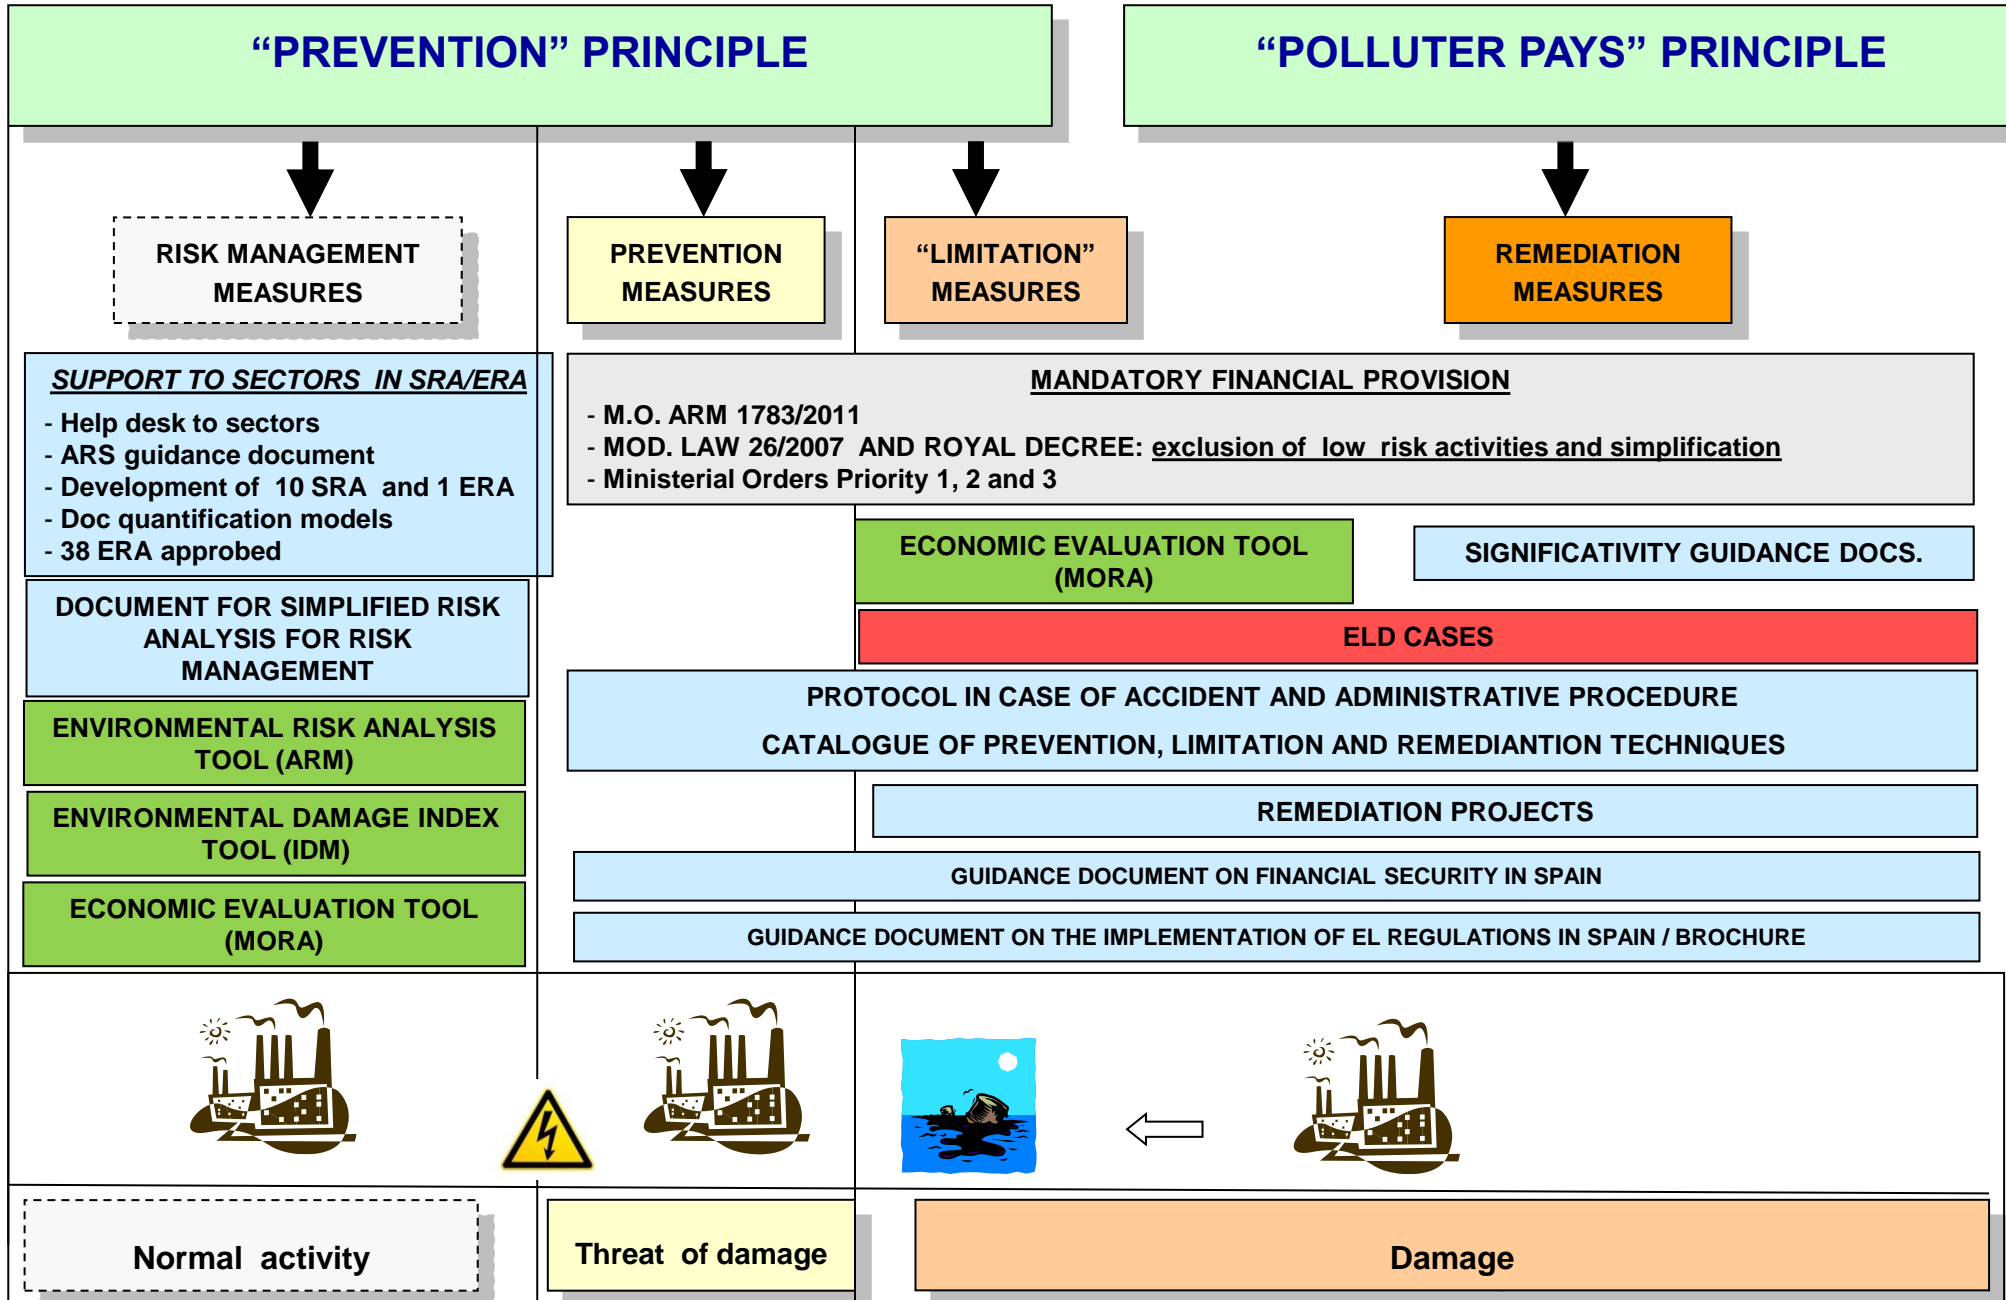 “PREVENTION” PRINCIPLE
“POLLUTER PAYS” PRINCIPLE
RISK MANAGEMENT
MEASURES
PREVENTION
MEASURES
“LIMITATION”
MEASURES
REMEDIATION
MEASURES
SUPPORT TO SECTORS IN SRA/ERA
- Help desk to sectors
- ARS guidance document
- Development of 10 SRA and 1 ERA
- Doc quantification models
- 38 ERA approbed
MANDATORY FINANCIAL PROVISION
- M.O. ARM 1783/2011
- MOD. LAW 26/2007 AND ROYAL DECREE: exclusion of low risk activities and simplification
- Ministerial Orders Priority 1, 2 and 3
ECONOMIC EVALUATION TOOL
(MORA)
SIGNIFICATIVITY GUIDANCE DOCS.
DOCUMENT FOR SIMPLIFIED RISK
ANALYSIS FOR RISK
MANAGEMENT
ELD CASES
PROTOCOL IN CASE OF ACCIDENT AND ADMINISTRATIVE PROCEDURE
CATALOGUE OF PREVENTION, LIMITATION AND REMEDIANTION TECHNIQUES
ENVIRONMENTAL RISK ANALYSIS
TOOL (ARM)
REMEDIATION PROJECTS
ENVIRONMENTAL DAMAGE INDEX
TOOL (IDM)
GUIDANCE DOCUMENT ON FINANCIAL SECURITY IN SPAIN
ECONOMIC EVALUATION TOOL
(MORA)
GUIDANCE DOCUMENT ON THE IMPLEMENTATION OF EL REGULATIONS IN SPAIN / BROCHURE
Normal activity
Threat of damage
Damage